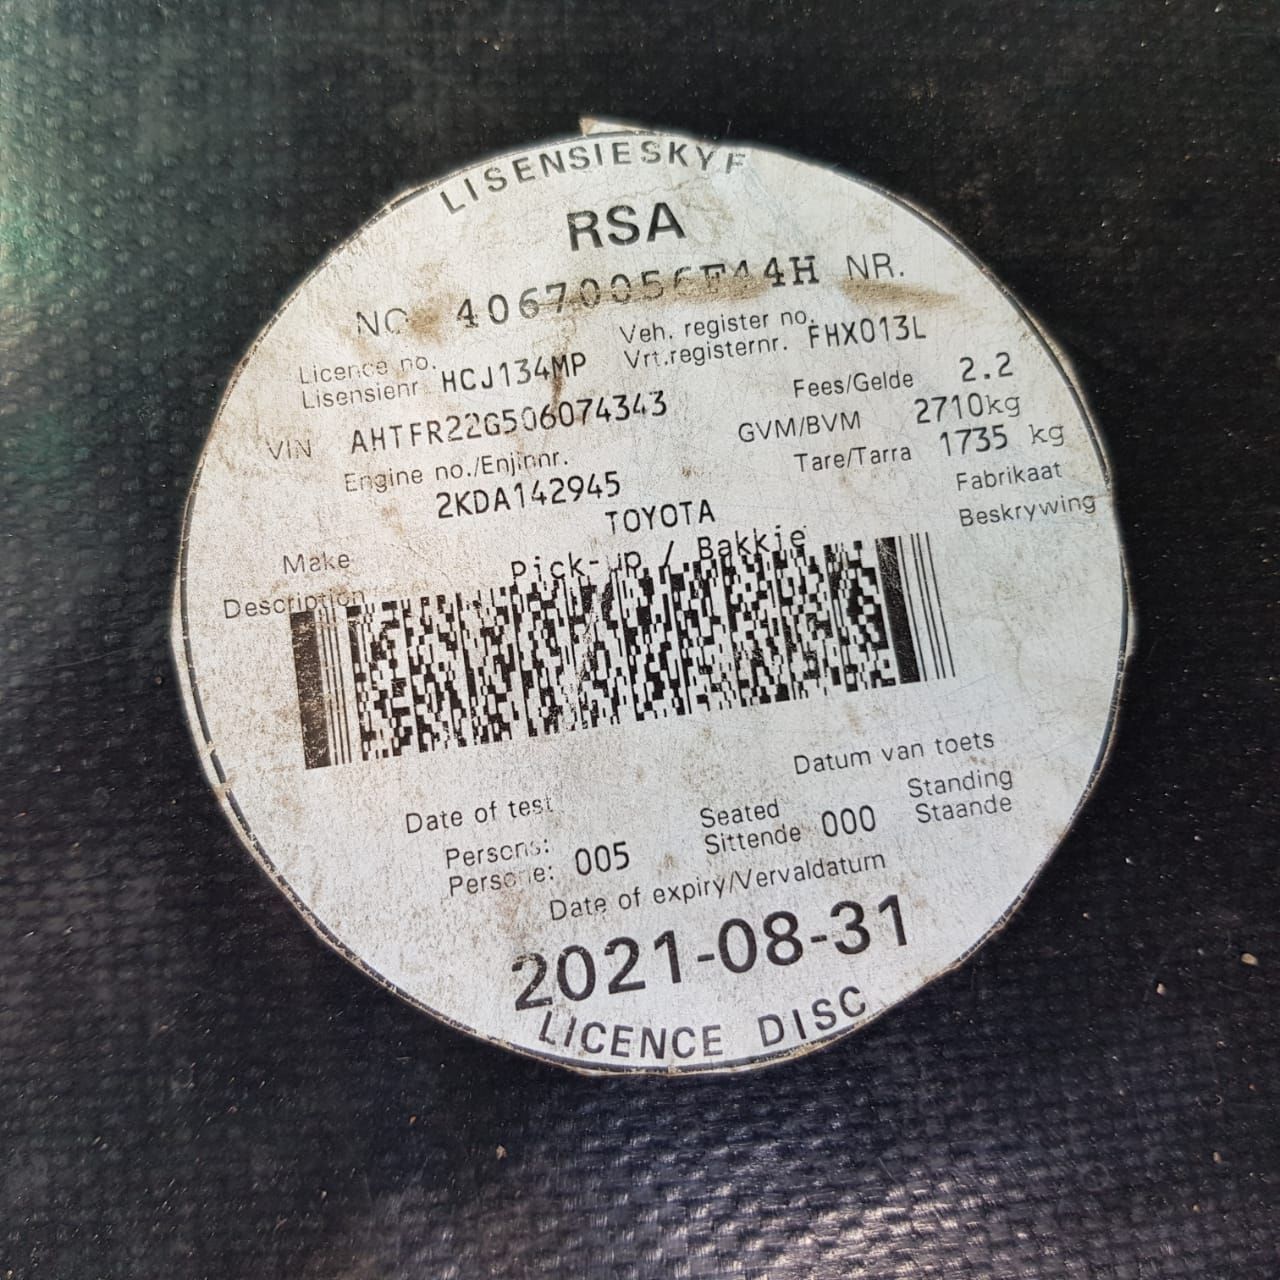 LISENSIESKYF
RSA
NO 40670056F44H NR.
Licence no. Veh. register no.
Lisensienr. HCJ134MP Vrt.registernr. FHX013L
VIN AHTFR22G506074343 Fees/Gelde 2.2
Engine no./Enjinnr. GVM/BVM 2710kg
2KDA142945 Tare/Tarra 1735 kg
Make TOYOTA Fabrikaat
Description Pick-up / Bakkie Beskrywing
Date of test Datum van toets
Persons: Seated Standing
Persone: 005 Sittende 000 Staande
Date of expiry/Vervaldatum
2021-08-31
LICENCE DISC